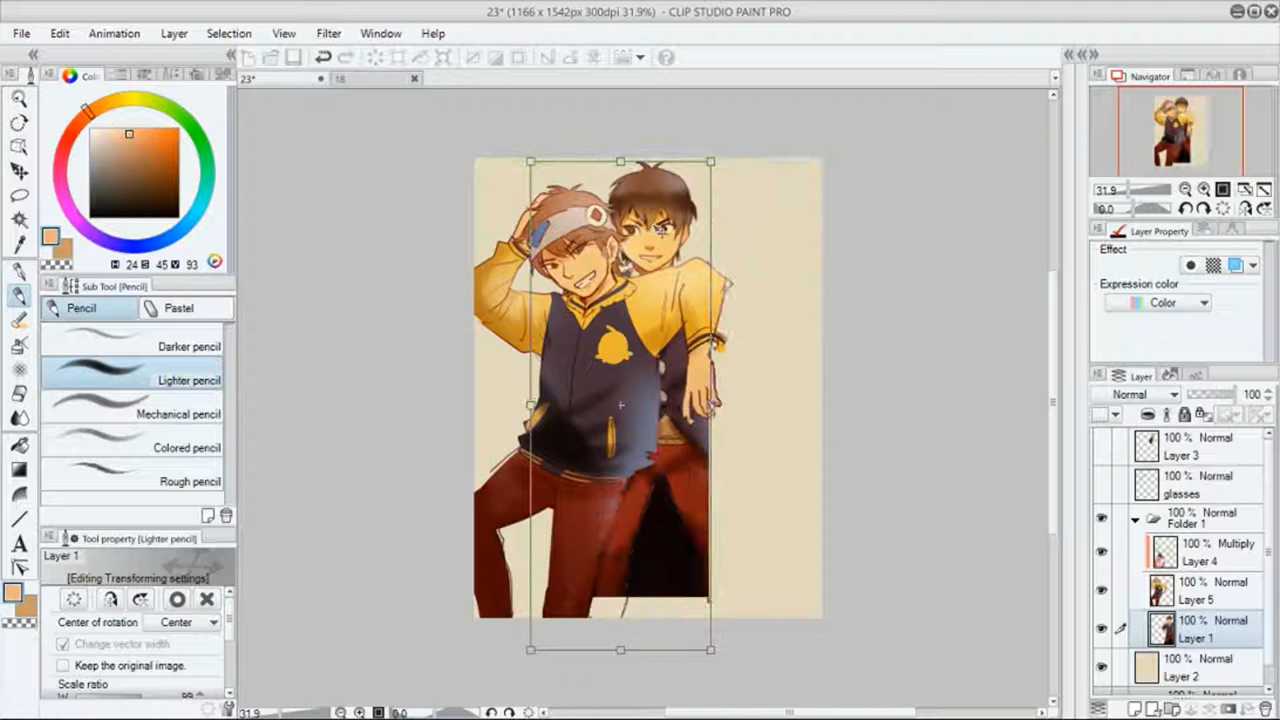 23* (1166 x 1542px 300dpi 31.9%) - CLIP STUDIO PAINT PRO
File Edit Animation Layer Selection View Filter Window Help
23* 18
Navigator
31.9
0.0
Layer Property
Effect
Expression color
Color
H 24 S 45 V 93
Sub Tool [Pencil]
Pencil Pastel
Darker pencil
Lighter pencil
Mechanical pencil
Colored pencil
Rough pencil
Tool property [Lighter pencil]
Layer 1
[Editing Transforming settings]
Center of rotation Center
Change vector width
Keep the original image.
Scale ratio
Layer
Normal 100
100 % Normal
Layer 3
100 % Normal
glasses
100 % Normal
Folder 1
100 % Multiply
Layer 4
100 % Normal
Layer 5
100 % Normal
Layer 1
100 % Normal
Layer 2
31.9 0.0